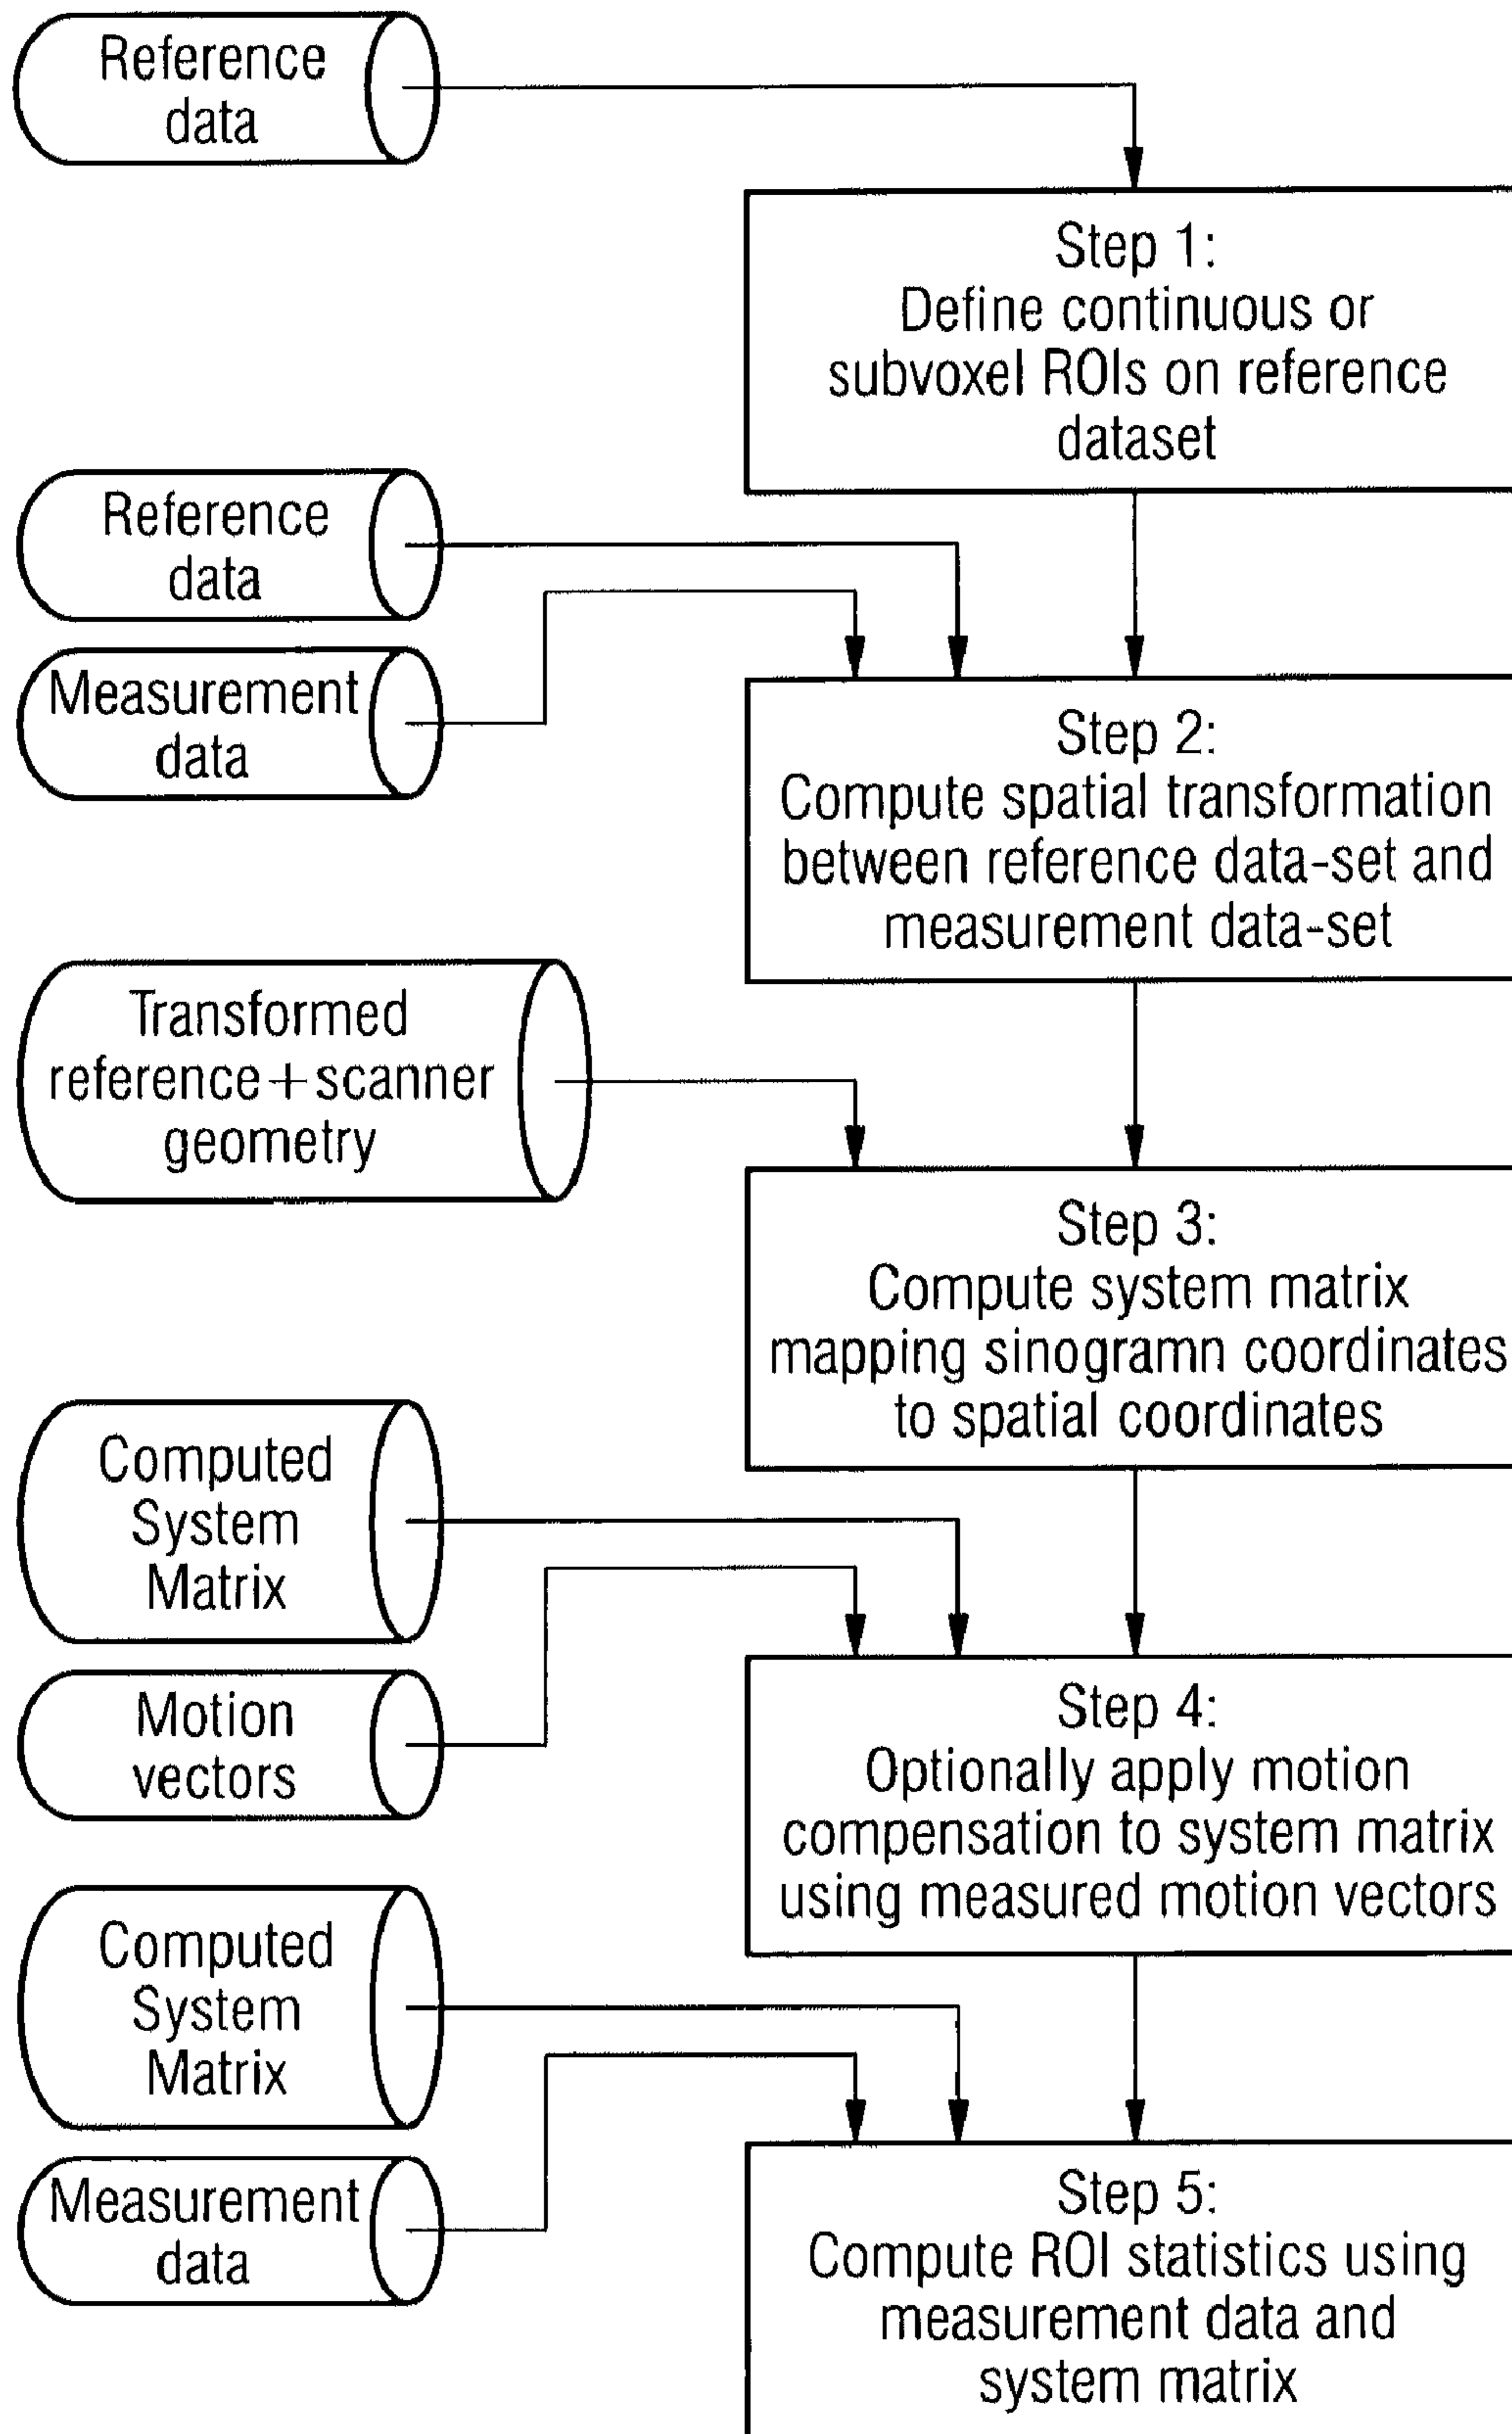 Reference
data
Step 1:
Define continuous or
subvoxel ROIs on reference
dataset
Reference
data
Measurement
data
Step 2:
Compute spatial transformation
between reference data-set and
measurement data-set
Transformed
reference+scanner
geometry
Step 3:
Compute system matrix
mapping sinogramn coordinates
to spatial coordinates
Computed
System
Matrix
Motion
vectors
Step 4:
Optionally apply motion
compensation to system matrix
using measured motion vectors
Computed
System
Matrix
Measurement
data
Step 5:
Compute ROI statistics using
measurement data and
system matrix